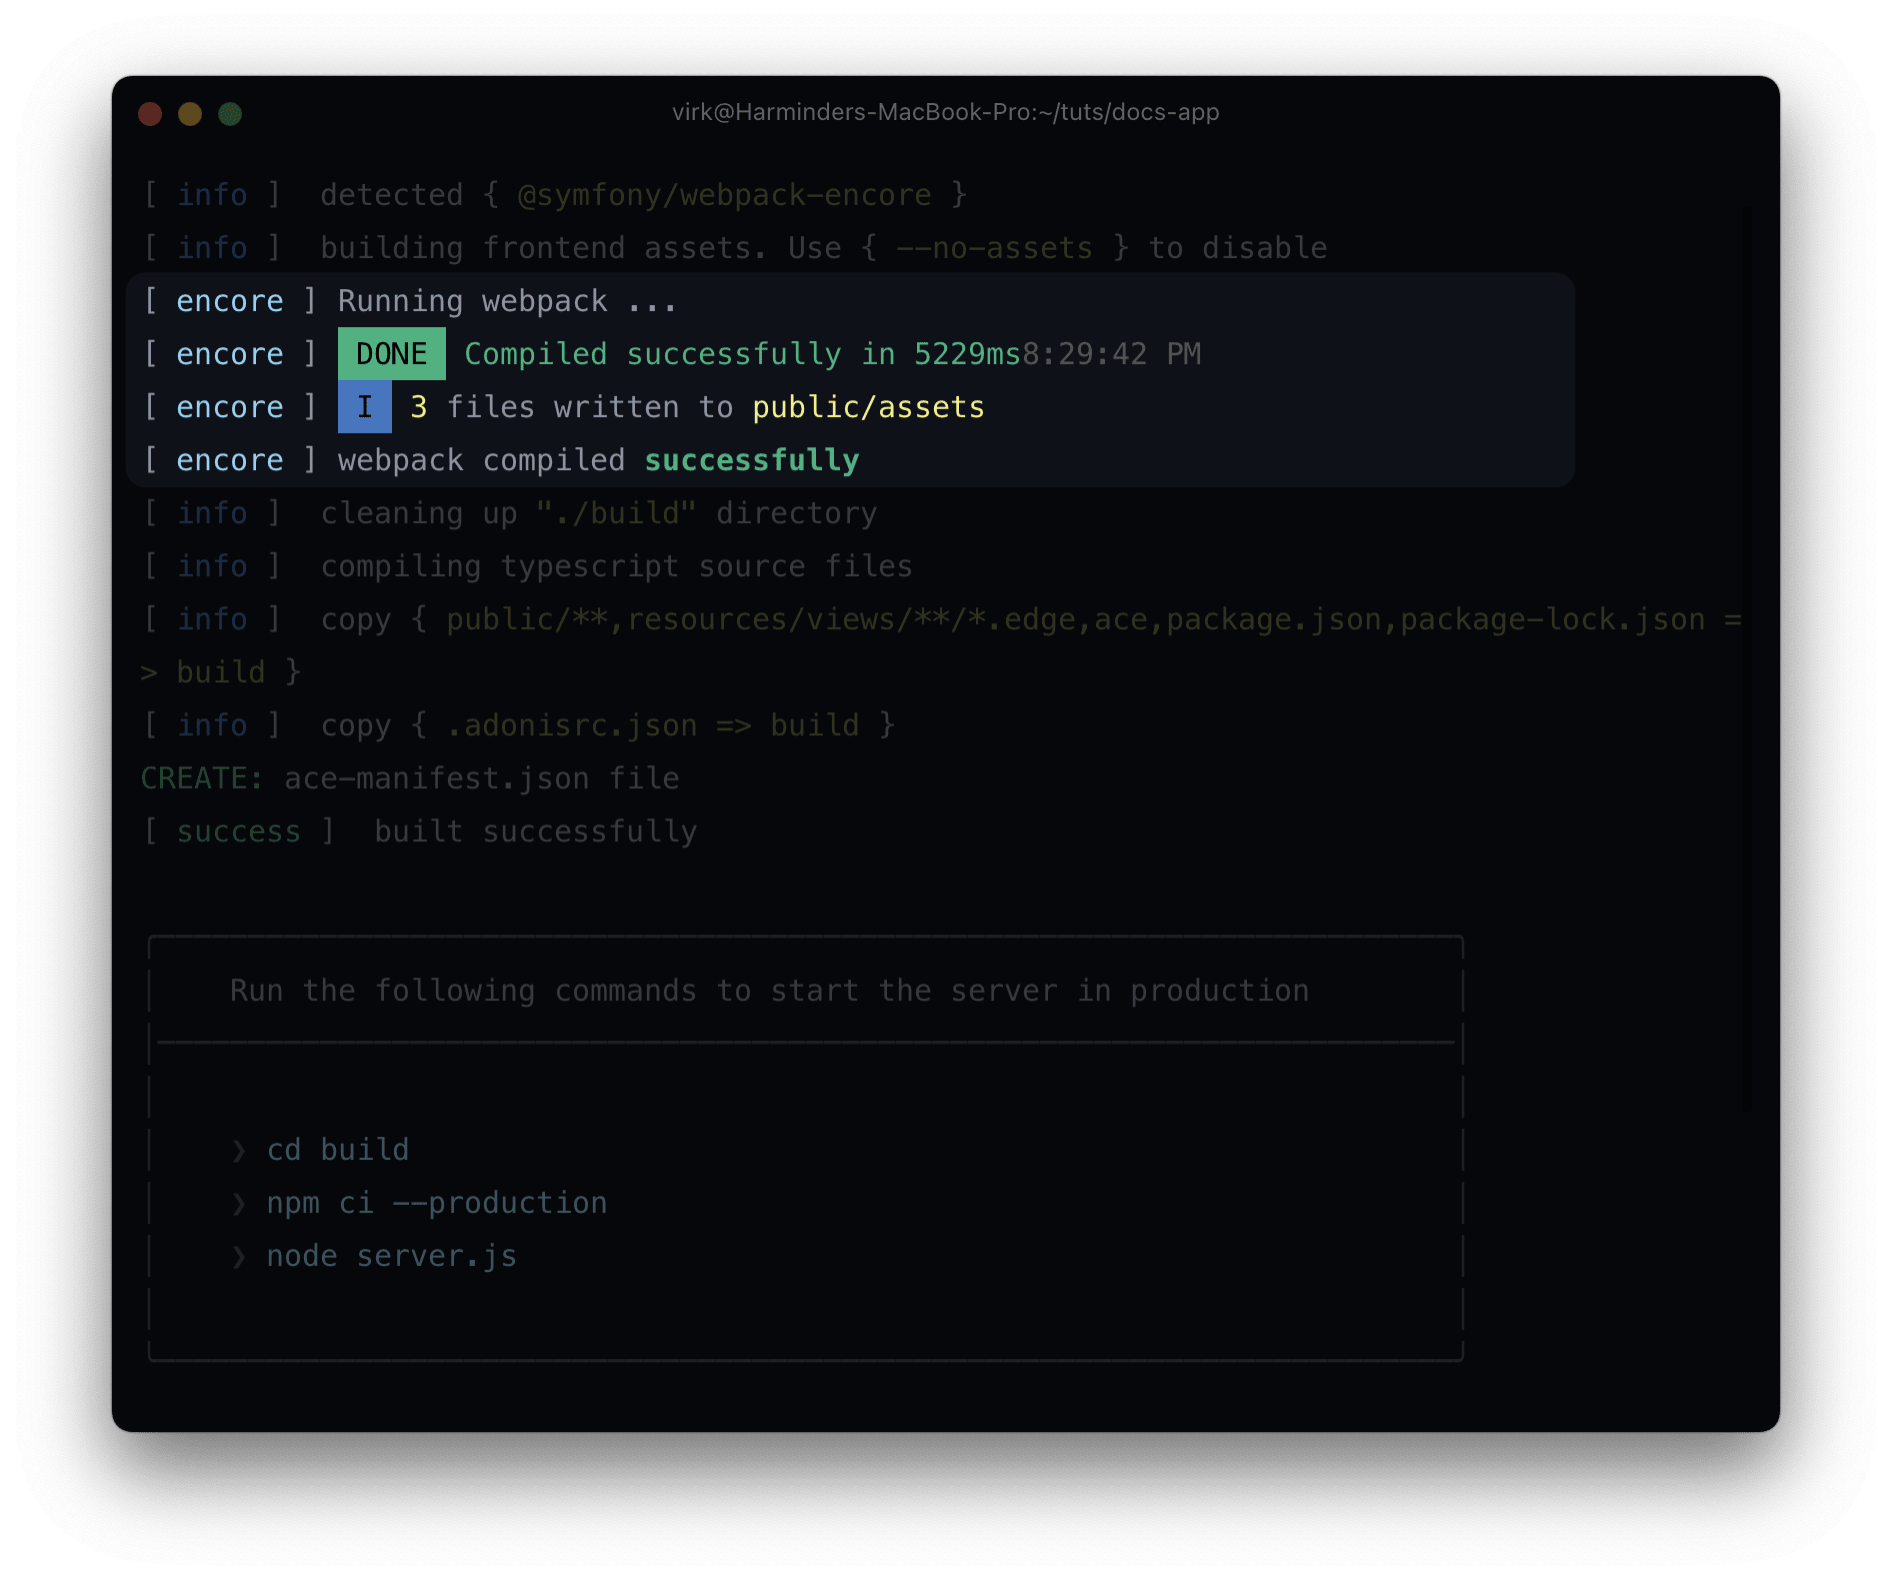 virk@Harminders-MacBook-Pro:~/tuts/docs-app
[ info ]  detected { @symfony/webpack-encore }
[ info ]  building frontend assets. Use { --no-assets } to disable
[ encore ] Running webpack ...
[ encore ] DONE Compiled successfully in 5229ms8:29:42 PM
[ encore ] I 3 files written to public/assets
[ encore ] webpack compiled successfully
[ info ]  cleaning up "./build" directory
[ info ]  compiling typescript source files
[ info ]  copy { public/**,resources/views/**/*.edge,ace,package.json,package-lock.json =
> build }
[ info ]  copy { .adonisrc.json => build }
CREATE: ace-manifest.json file
[ success ]  built successfully
Run the following commands to start the server in production
❯ cd build
❯ npm ci --production
❯ node server.js